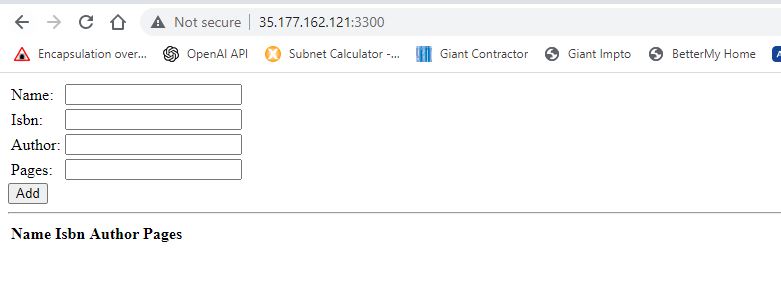 Not secure 35.177.162.121:3300
Encapsulation over... OpenAI API Subnet Calculator -... Giant Contractor Giant Impto BetterMy Home A
Name:
Isbn:
Author:
Pages:
Add
Name Isbn Author Pages